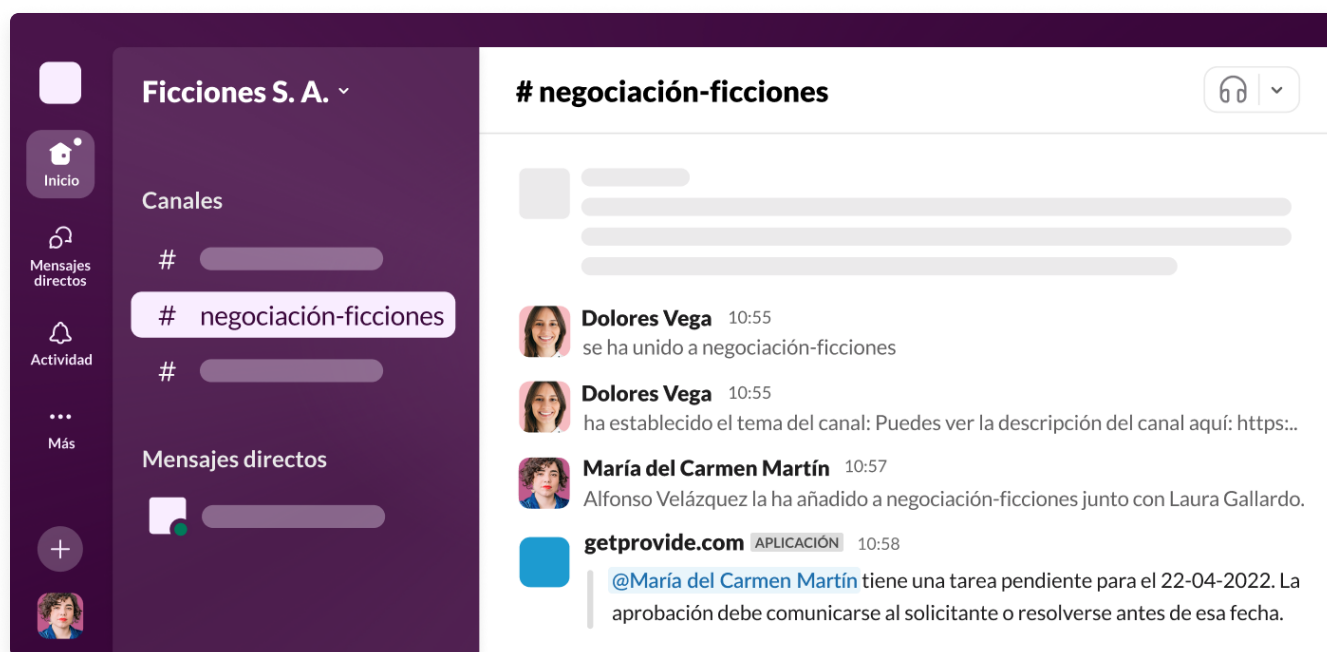 Ficciones S. A.
Inicio
Mensajes
directos
Actividad
Más
Canales
#
# negociación-ficciones
#
Mensajes directos
# negociación-ficciones
Dolores Vega 10:55
se ha unido a negociación-ficciones
Dolores Vega 10:55
ha establecido el tema del canal: Puedes ver la descripción del canal aquí: https:..
María del Carmen Martín 10:57
Alfonso Velázquez la ha añadido a negociación-ficciones junto con Laura Gallardo.
getprovide.com APLICACIÓN 10:58
@María del Carmen Martín tiene una tarea pendiente para el 22-04-2022. La
aprobación debe comunicarse al solicitante o resolverse antes de esa fecha.